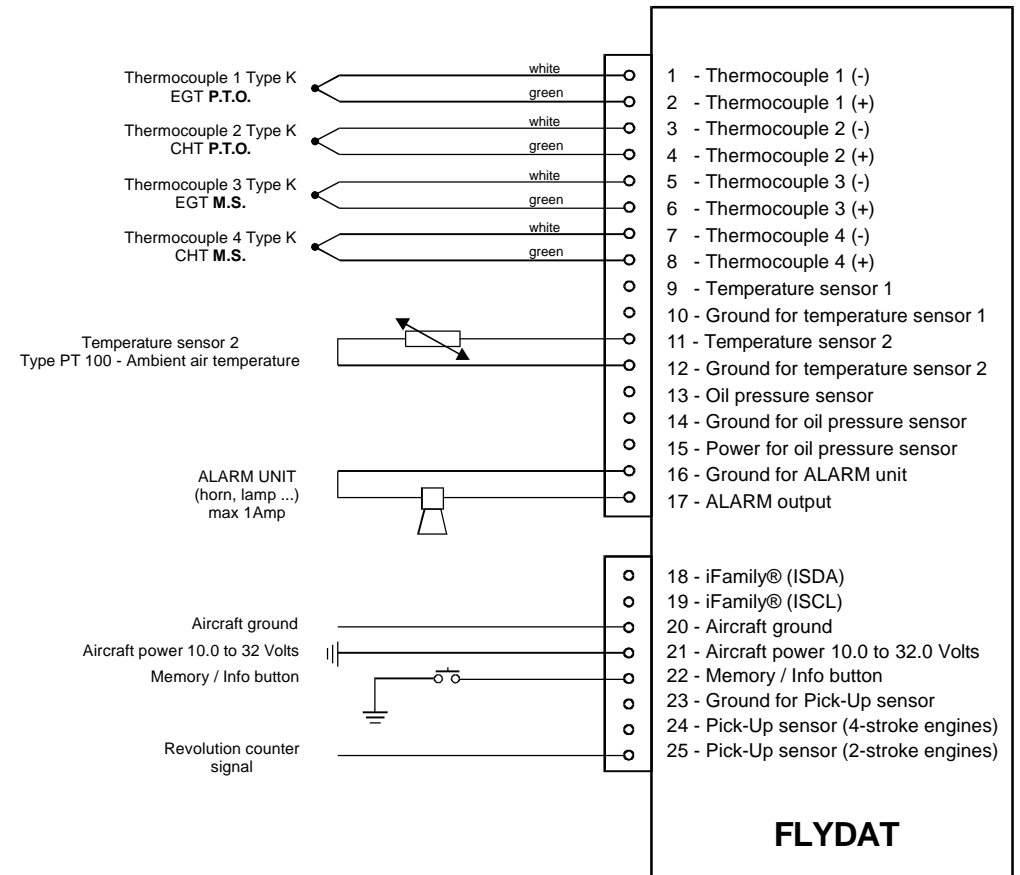 Thermocouple 1 Type K
EGT P.T.O.
white
green
Thermocouple 2 Type K
CHT P.T.O.
white
green
Thermocouple 3 Type K
EGT M.S.
white
green
Thermocouple 4 Type K
CHT M.S.
white
green
Temperature sensor 2
Type PT 100 - Ambient air temperature
ALARM UNIT
(horn, lamp ...)
max 1Amp
Aircraft ground
Aircraft power 10.0 to 32 Volts
Memory / Info button
Revolution counter
signal
1 - Thermocouple 1 (-)
2 - Thermocouple 1 (+)
3 - Thermocouple 2 (-)
4 - Thermocouple 2 (+)
5 - Thermocouple 3 (-)
6 - Thermocouple 3 (+)
7 - Thermocouple 4 (-)
8 - Thermocouple 4 (+)
9 - Temperature sensor 1
10 - Ground for temperature sensor 1
11 - Temperature sensor 2
12 - Ground for temperature sensor 2
13 - Oil pressure sensor
14 - Ground for oil pressure sensor
15 - Power for oil pressure sensor
16 - Ground for ALARM unit
17 - ALARM output
18 - iFamily® (ISDA)
19 - iFamily® (ISCL)
20 - Aircraft ground
21 - Aircraft power 10.0 to 32.0 Volts
22 - Memory / Info button
23 - Ground for Pick-Up sensor
24 - Pick-Up sensor (4-stroke engines)
25 - Pick-Up sensor (2-stroke engines)
FLYDAT